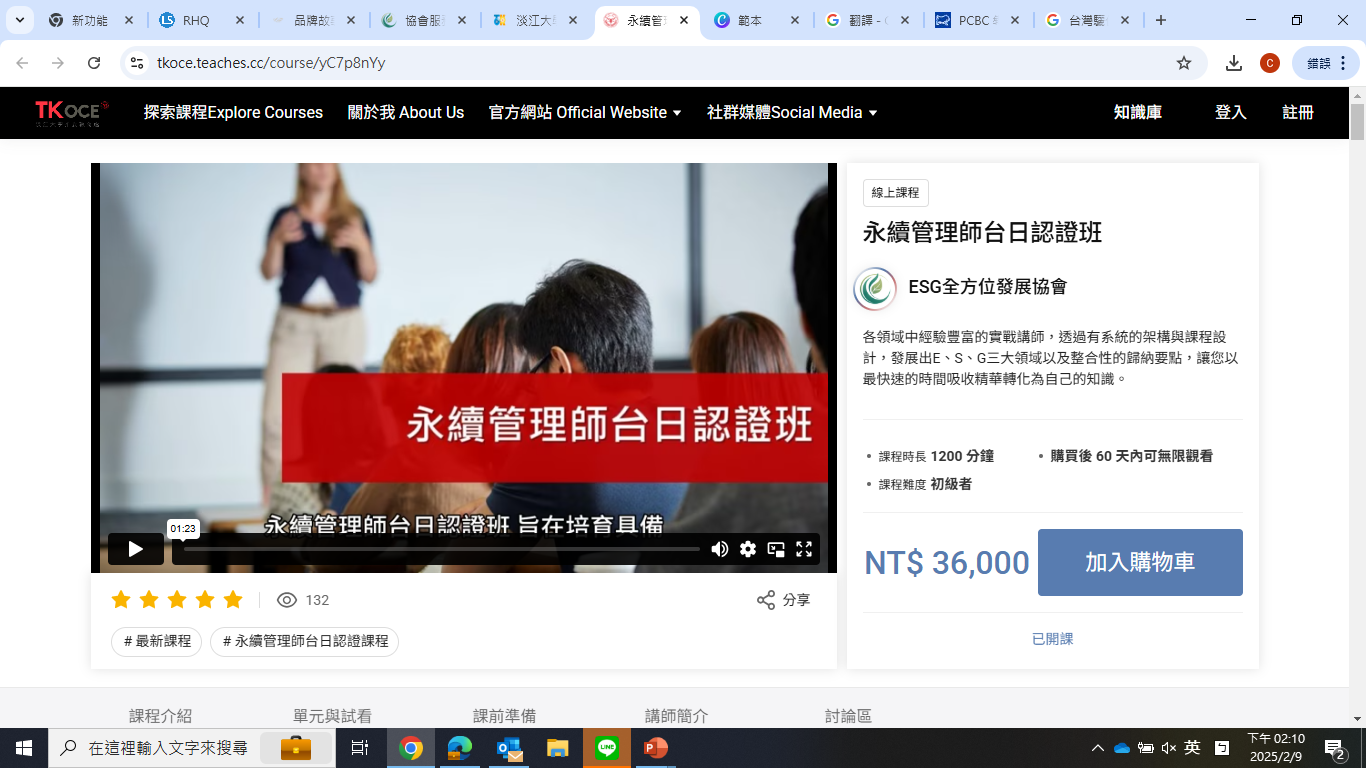 新功能
RHQ
品牌故
協會服
淡江大
永續管
範本
翻譯 - G
PCBC
台灣驅
tkoce.teaches.cc/course/yC7p8nYy
C
錯誤
TKOCE
探索課程Explore Courses
關於我 About Us
官方網站 Official Website
社群媒體Social Media
知識庫
登入
註冊
永續管理師台日認證班
永續管理師台日認證班 旨在培育具備
01:23
132
分享
# 最新課程
# 永續管理師台日認證課程
線上課程
永續管理師台日認證班
ESG全方位發展協會
各領域中經驗豐富的實戰講師，透過有系統的架構與課程設
計，發展出E、S、G三大領域以及整合性的歸納要點，讓您以
最快速的時間吸收精華轉化為自己的知識。
課程時長 1200 分鐘
購買後 60 天內可無限觀看
課程難度 初級者
NT$ 36,000
加入購物車
已開課
課程介紹
單元與試看
課前準備
講師簡介
討論區
在這裡輸入文字來搜尋
英
下午 02:10
2025/2/9
2